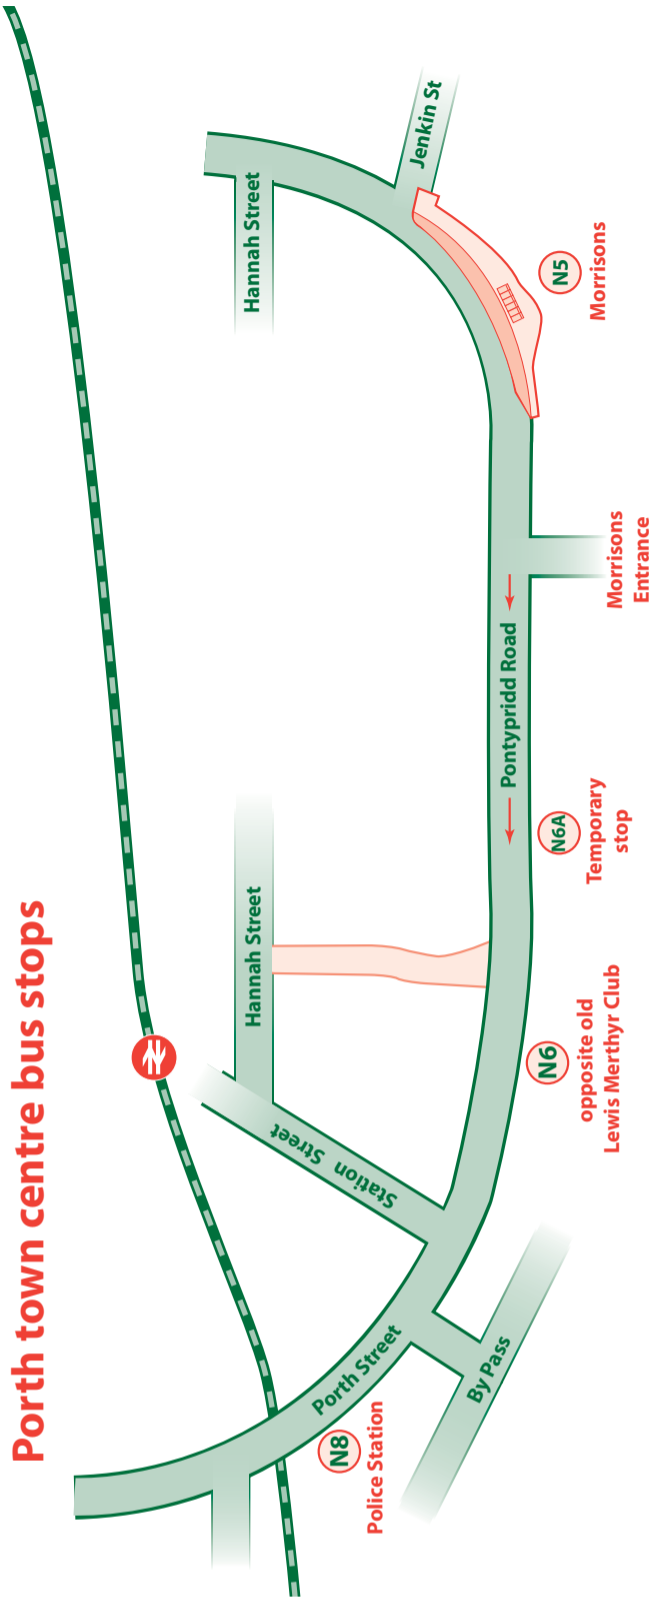 Porth town centre bus stops
Police Station
N8
Porth Street
By Pass
Station Street
Hannah Street
N6
opposite old
Lewis Merthyr Club
N6A
Temporary
stop
Pontypridd Road
Morrisons
Entrance
Hannah Street
N5
Morrisons
Jenkin St